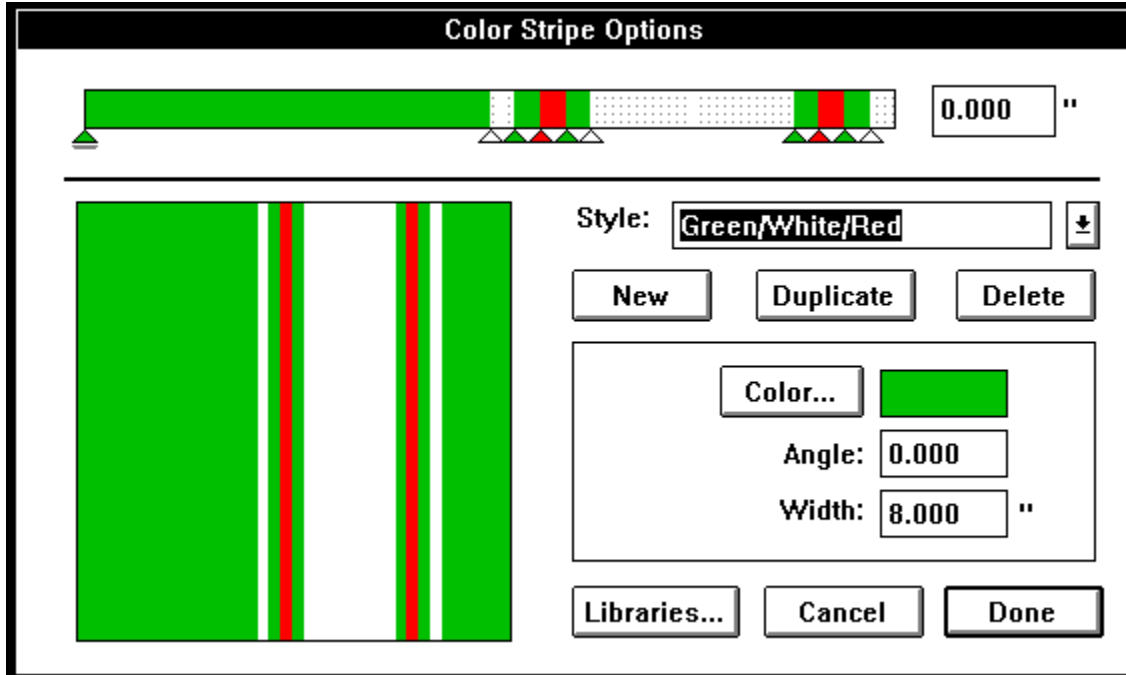 Color Stripe Options
0.000 "
Style: Green/White/Red
New Duplicate Delete
Color...
Angle: 0.000
Width: 8.000 "
Libraries... Cancel Done